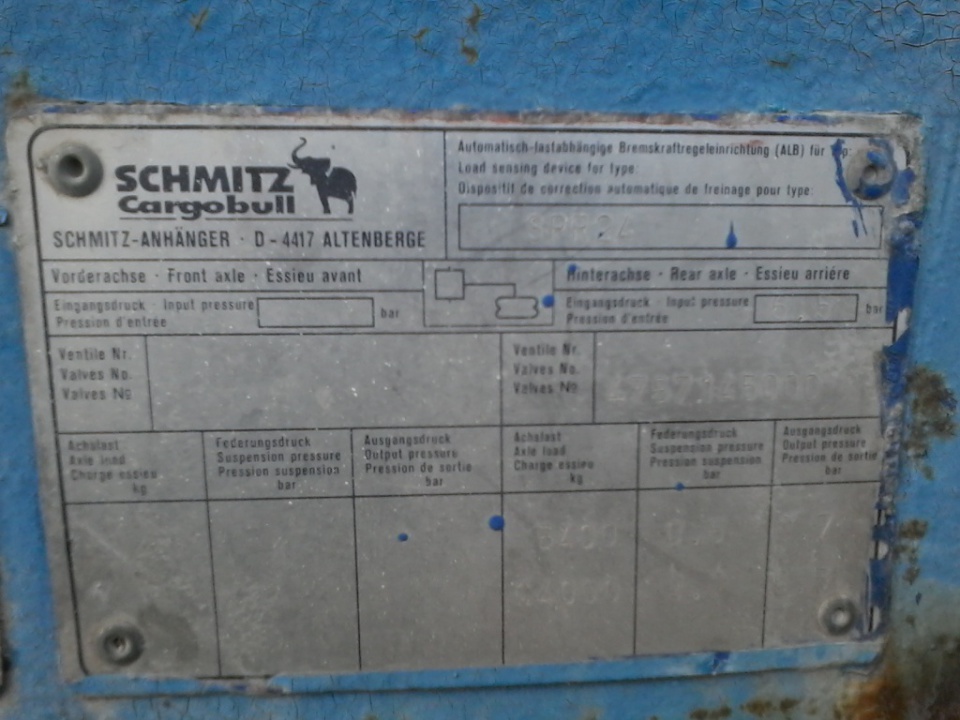 SCHMITZ
Cargobull
SCHMITZ-ANHÄNGER · D-4417 ALTENBERGE
Automatisch-lastabhängige Bremskraftregeleinrichtung (ALB) für
Load sensing device for type:
Dispositif de correction automatique de freinage pour type:
Vorderachse · Front axle · Essieu avant
Hinterachse · Rear axle · Essieu arriére
Eingangsdruck · Input pressure
Pression d'entrée
bar
Eingangsdruck · Input pressure
Pression d'entrée
bar
Ventile Nr.
Valves No.
Valves №
Ventile Nr.
Valves No.
Valves №
Achslast
Axle load
Charge essieu
kg
Federungsdruck
Suspension pressure
Pression suspension
bar
Ausgangsdruck
Output pressure
Pression de sortie
bar
Achslast
Axle load
Charge essieu
kg
Federungsdruck
Suspension pressure
Pression suspension
bar
Ausgangsdruck
Output pressure
Pression de sortie
bar